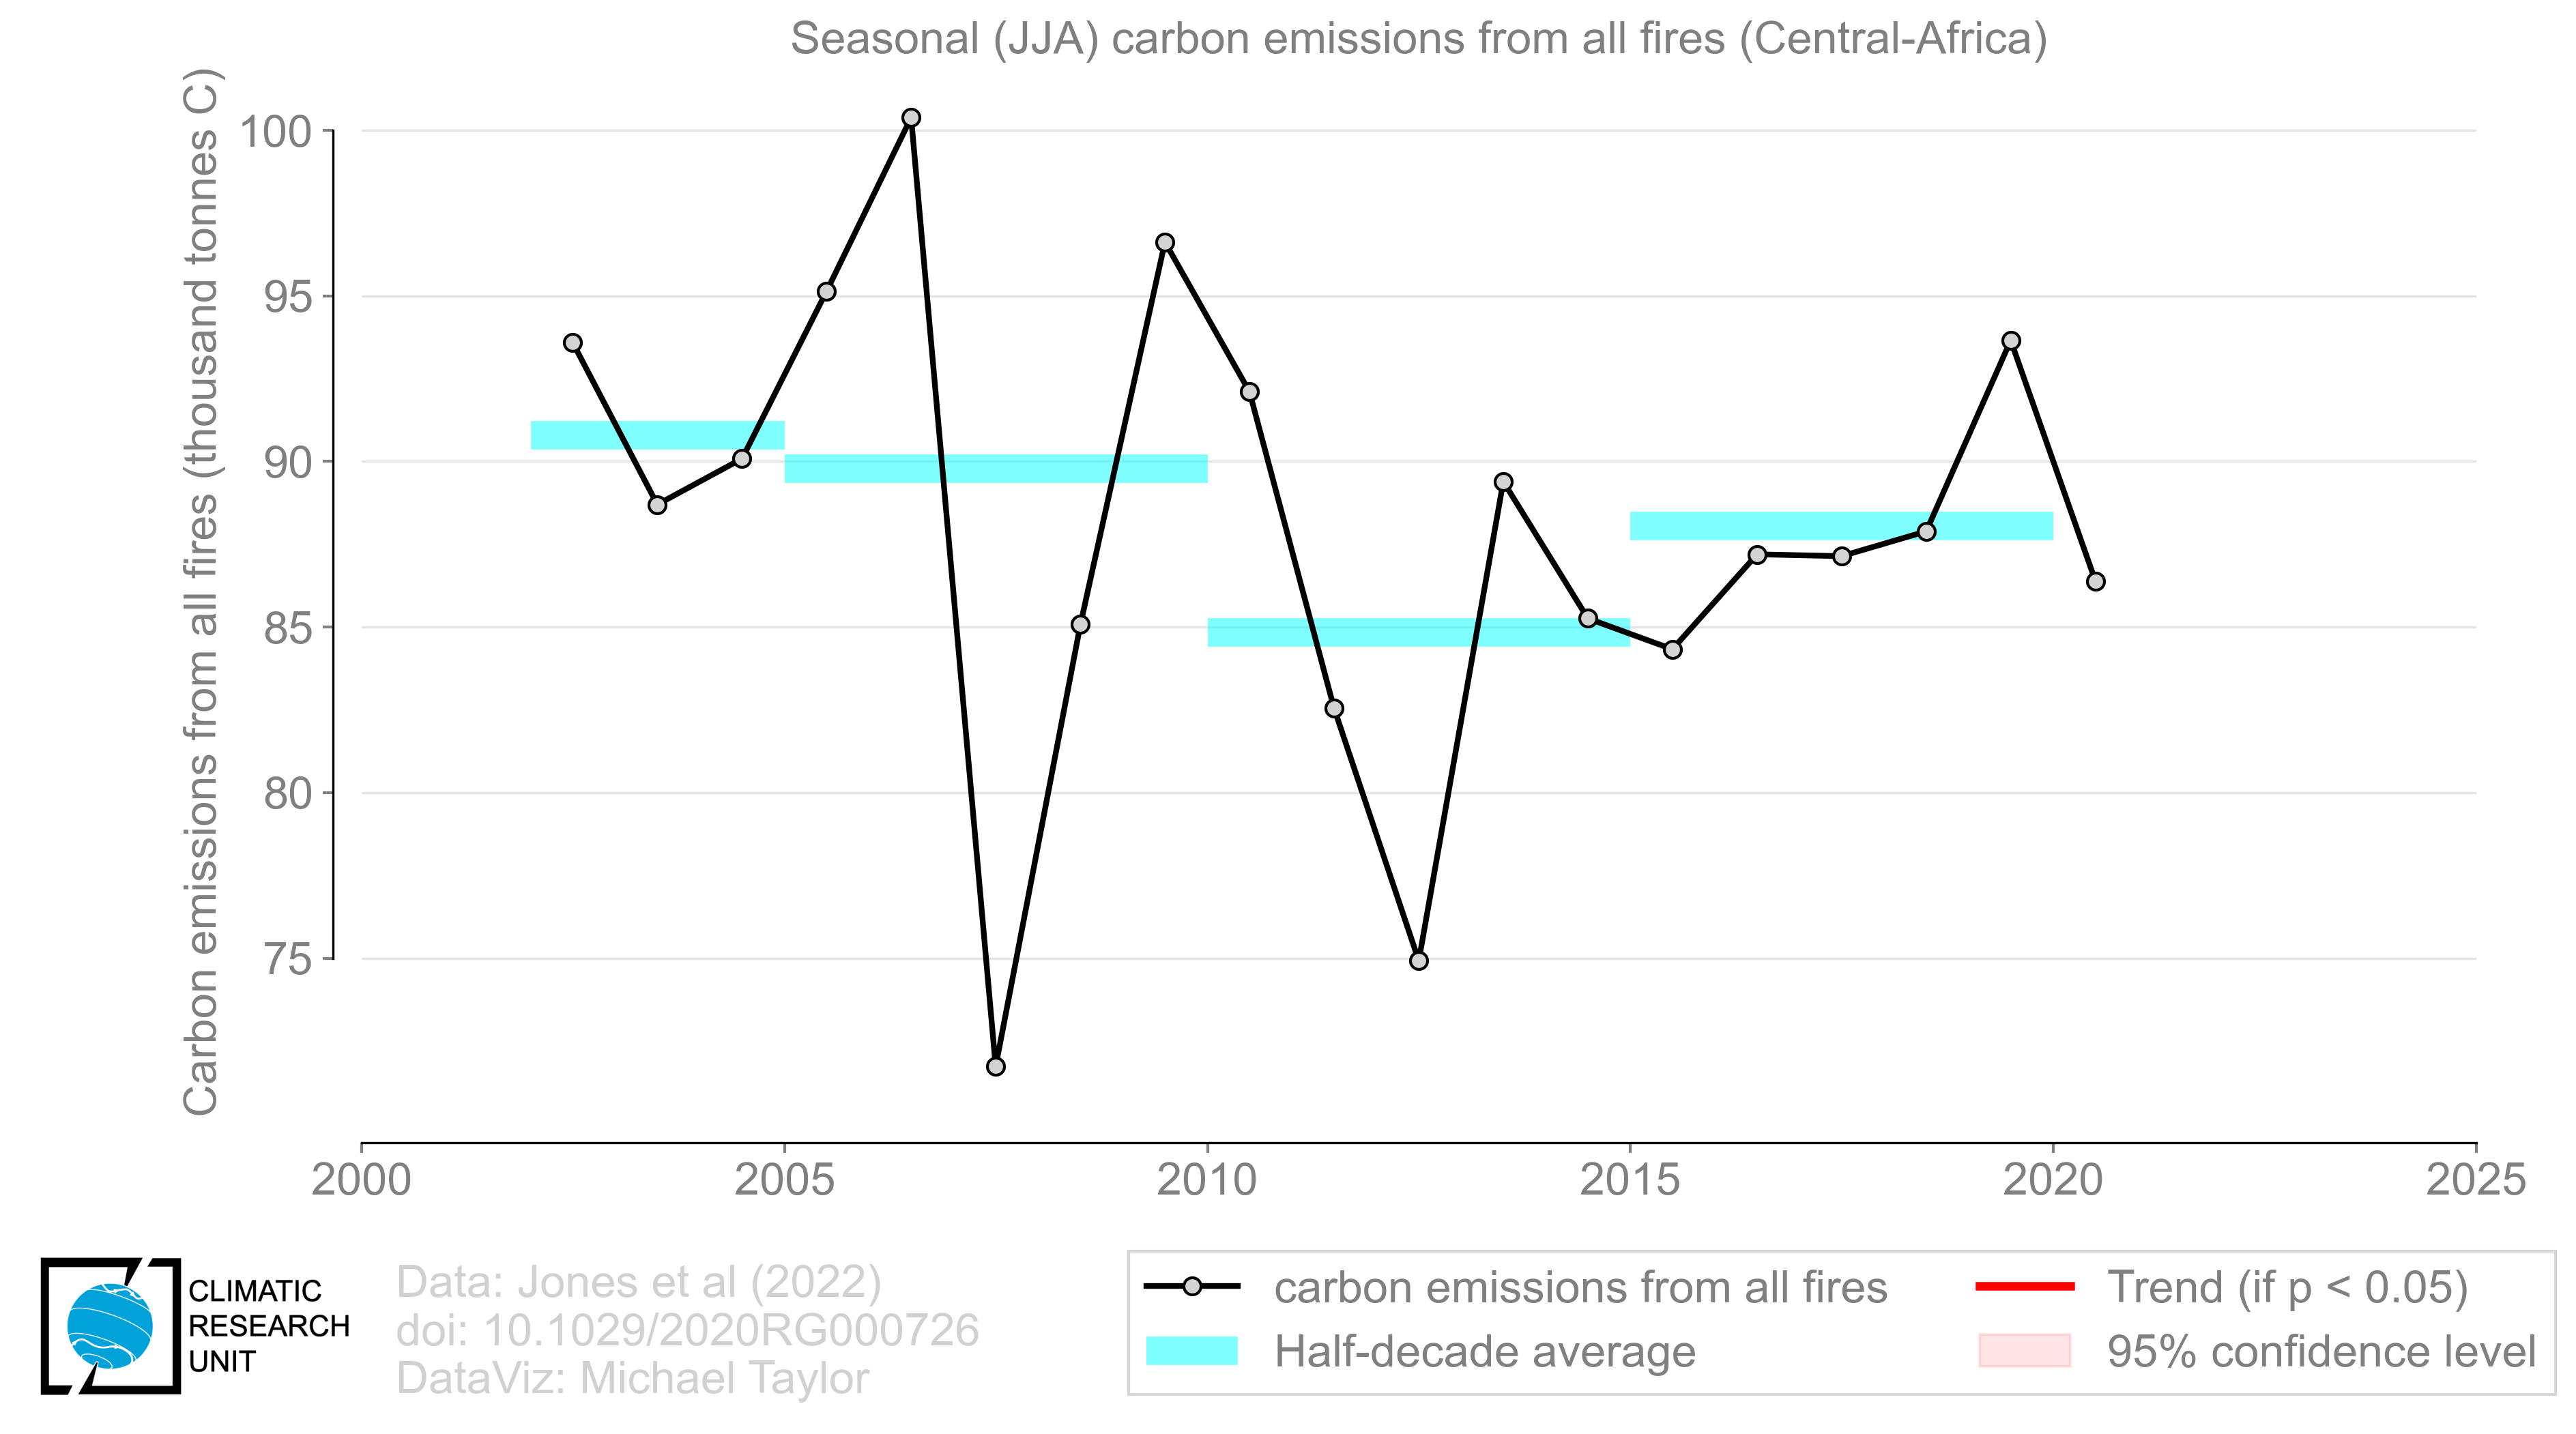 Seasonal (JJA) carbon emissions from all fires (Central-Africa)
Carbon emissions from all fires (thousand tonnes C)
100
95
90
85
80
75
2000
2005
2010
2015
2020
2025
CLIMATIC
RESEARCH
UNIT
Data: Jones et al (2022)
doi: 10.1029/2020RG000726
DataViz: Michael Taylor
carbon emissions from all fires
Half-decade average
Trend (if p < 0.05)
95% confidence level